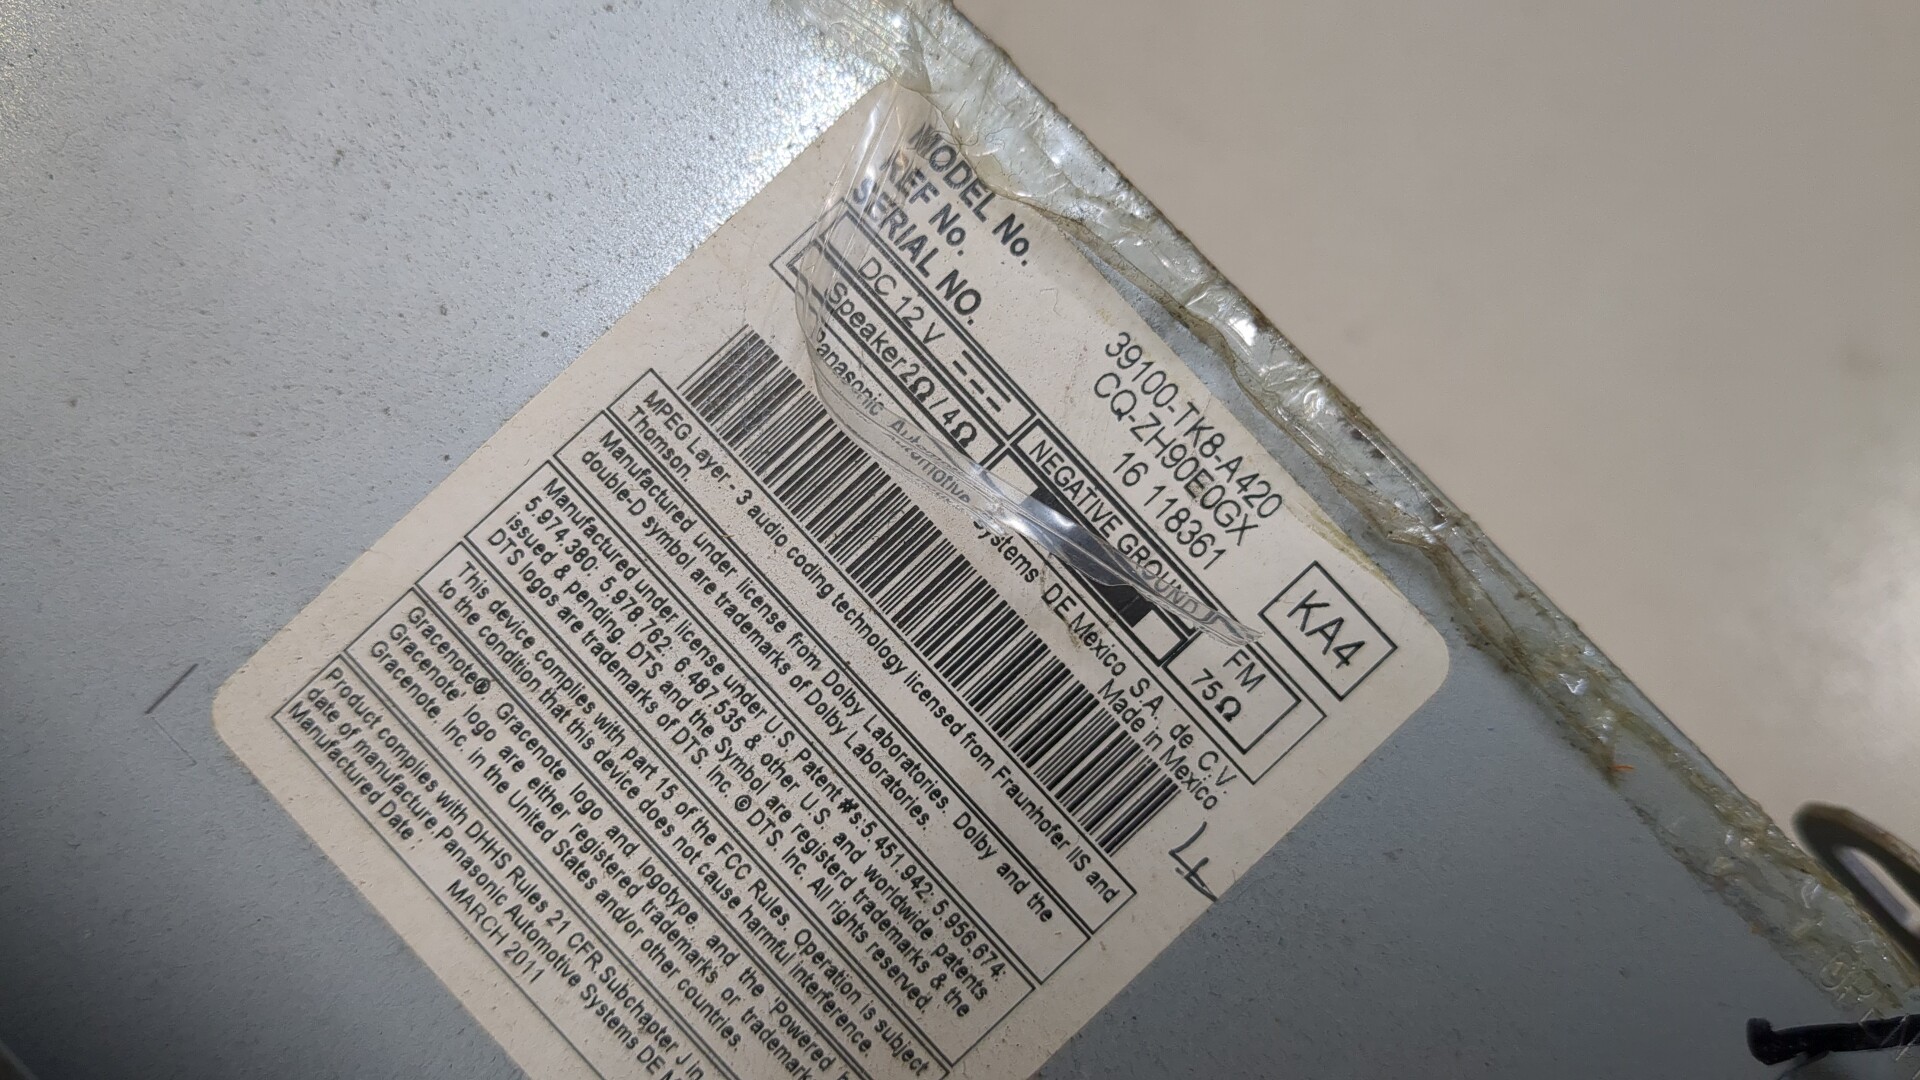 MODEL No. 39100-TK8-A420
REF No. CQ-ZH90E0GX
SERIAL NO. 16 118361
KA4
DC 12 V NEGATIVE GROUND FM
Speaker 2Ω / 4Ω 75Ω
Panasonic Automotive Systems DE Mexico S.A. de C.V.
Made in Mexico
4
MPEG Layer - 3 audio coding technology licensed from Fraunhofer IIS and
Thomson.
Manufactured under license from Dolby Laboratories. Dolby and the
double-D symbol are trademarks of Dolby Laboratories.
Manufactured under license under U.S. Patent #'s:5 451.942; 5.956.674;
5.974.380; 5.978 762 6 487 535 & other U.S. and worldwide patents
issued & pending. DTS and the Symbol are registerd trademarks & the
DTS logos are trademarks of DTS, Inc. © DTS, Inc. All rights reserved.
This device complies with part 15 of the FCC Rules. Operation is subject
to the condition that this device does not cause harmful interference.
Gracenote® Gracenote logo and logotype and the 'Powered
Gracenote' logo are either registered trademarks or trademark
Gracenote, Inc. in the United States and/or other countries.
Product complies with DHHS Rules 21 CFR Subchapter J in
date of manufacture.Panasonic Automotive Systems DE
Manufactured Date : MARCH 2011